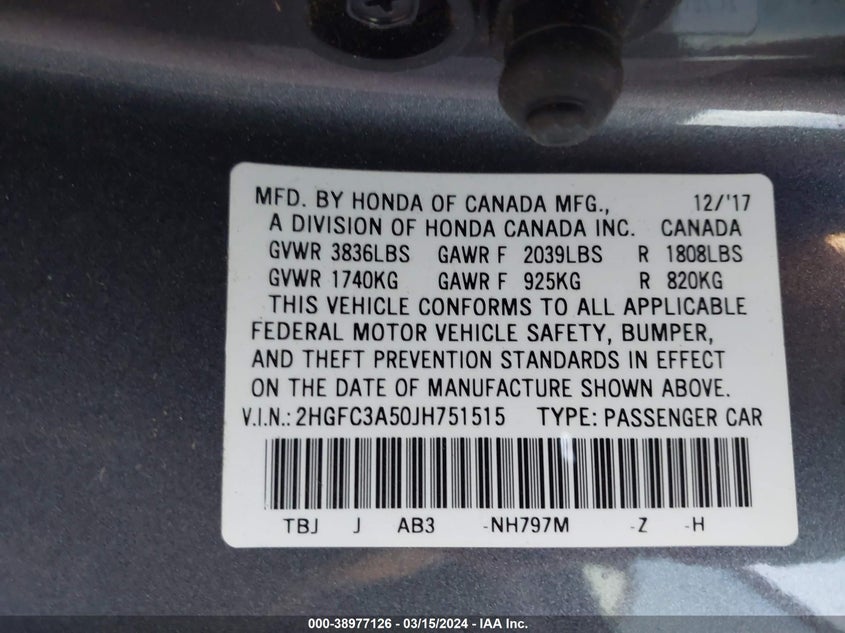 MFD. BY HONDA OF CANADA MFG., 12/'17
A DIVISION OF HONDA CANADA INC. CANADA
GVWR 3836LBS GAWR F 2039LBS R 1808LBS
GVWR 1740KG GAWR F 925KG R 820KG
THIS VEHICLE CONFORMS TO ALL APPLICABLE
FEDERAL MOTOR VEHICLE SAFETY, BUMPER,
AND THEFT PREVENTION STANDARDS IN EFFECT
ON THE DATE OF MANUFACTURE SHOWN ABOVE.
V.I.N.: 2HGFC3A50JH751515 TYPE: PASSENGER CAR
TBJ J AB3 -NH797M -Z -H
000-38977126 - 03/15/2024 - IAA Inc.